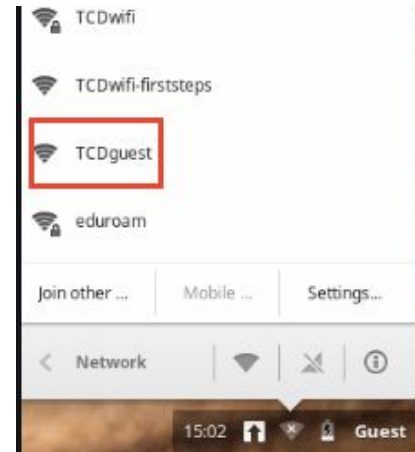 TCDwifi
TCDwifi-firststeps
TCDguest
eduroam
Join other ... Mobile ... Settings...
< Network
15:02 Guest